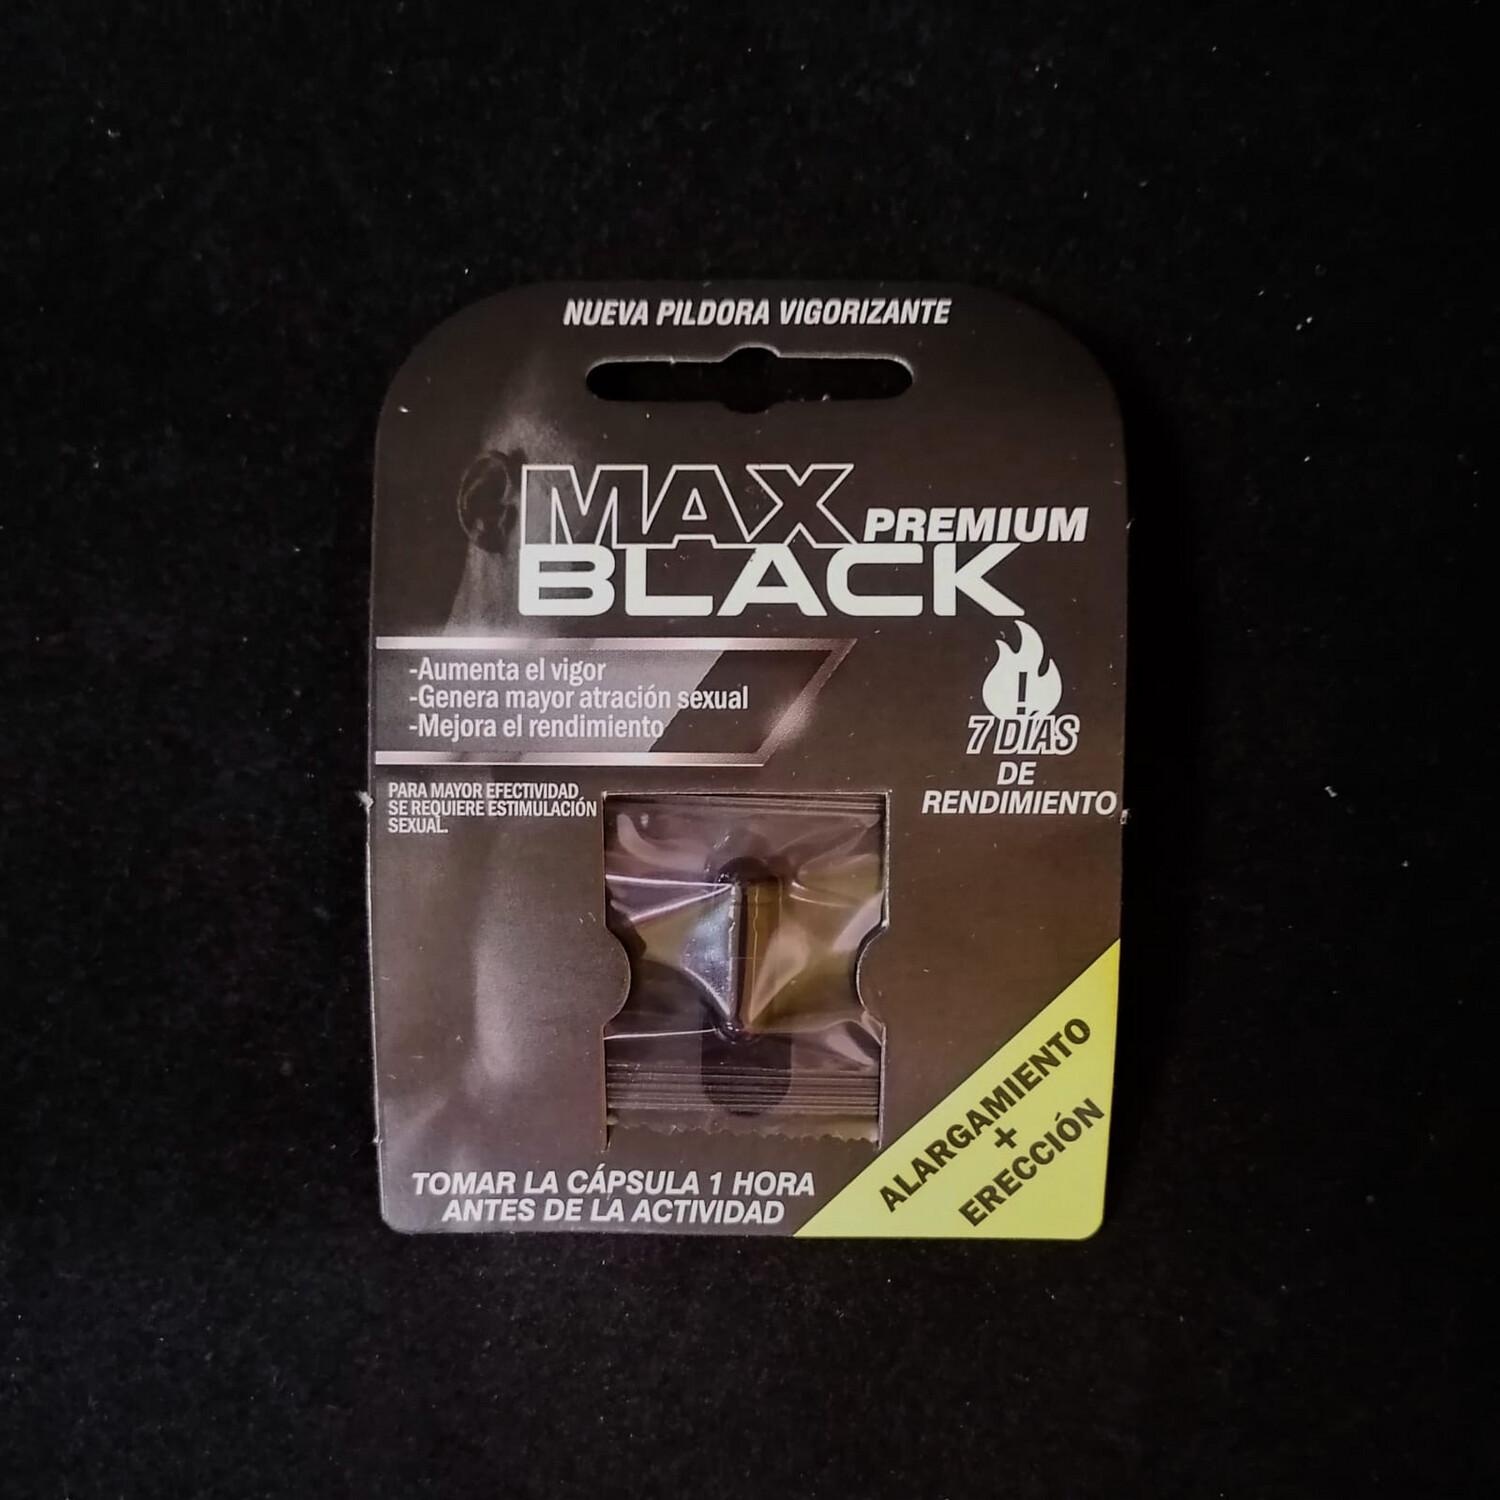 NUEVA PILDORA VIGORIZANTE
MAX
PREMIUM
BLACK
-Aumenta el vigor
-Genera mayor atración sexual
-Mejora el rendimiento
!
7 DÍAS
DE
RENDIMIENTO
PARA MAYOR EFECTIVIDAD
SE REQUIERE ESTIMULACIÓN
SEXUAL.
TOMAR LA CÁPSULA 1 HORA
ANTES DE LA ACTIVIDAD
ALARGAMIENTO
+
ERECCIÓN